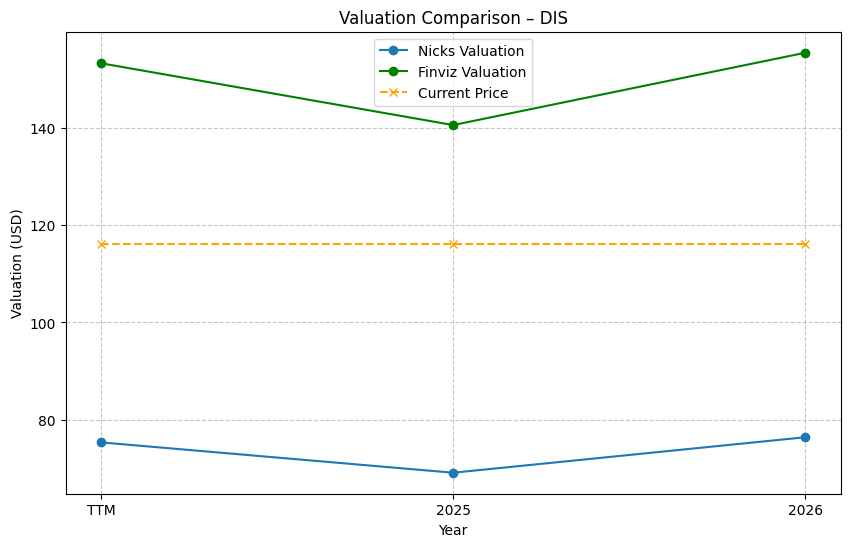 Valuation Comparison – DIS
Nicks Valuation
Finviz Valuation
Current Price
Valuation (USD)
140
120
100
80
TTM
2025
2026
Year